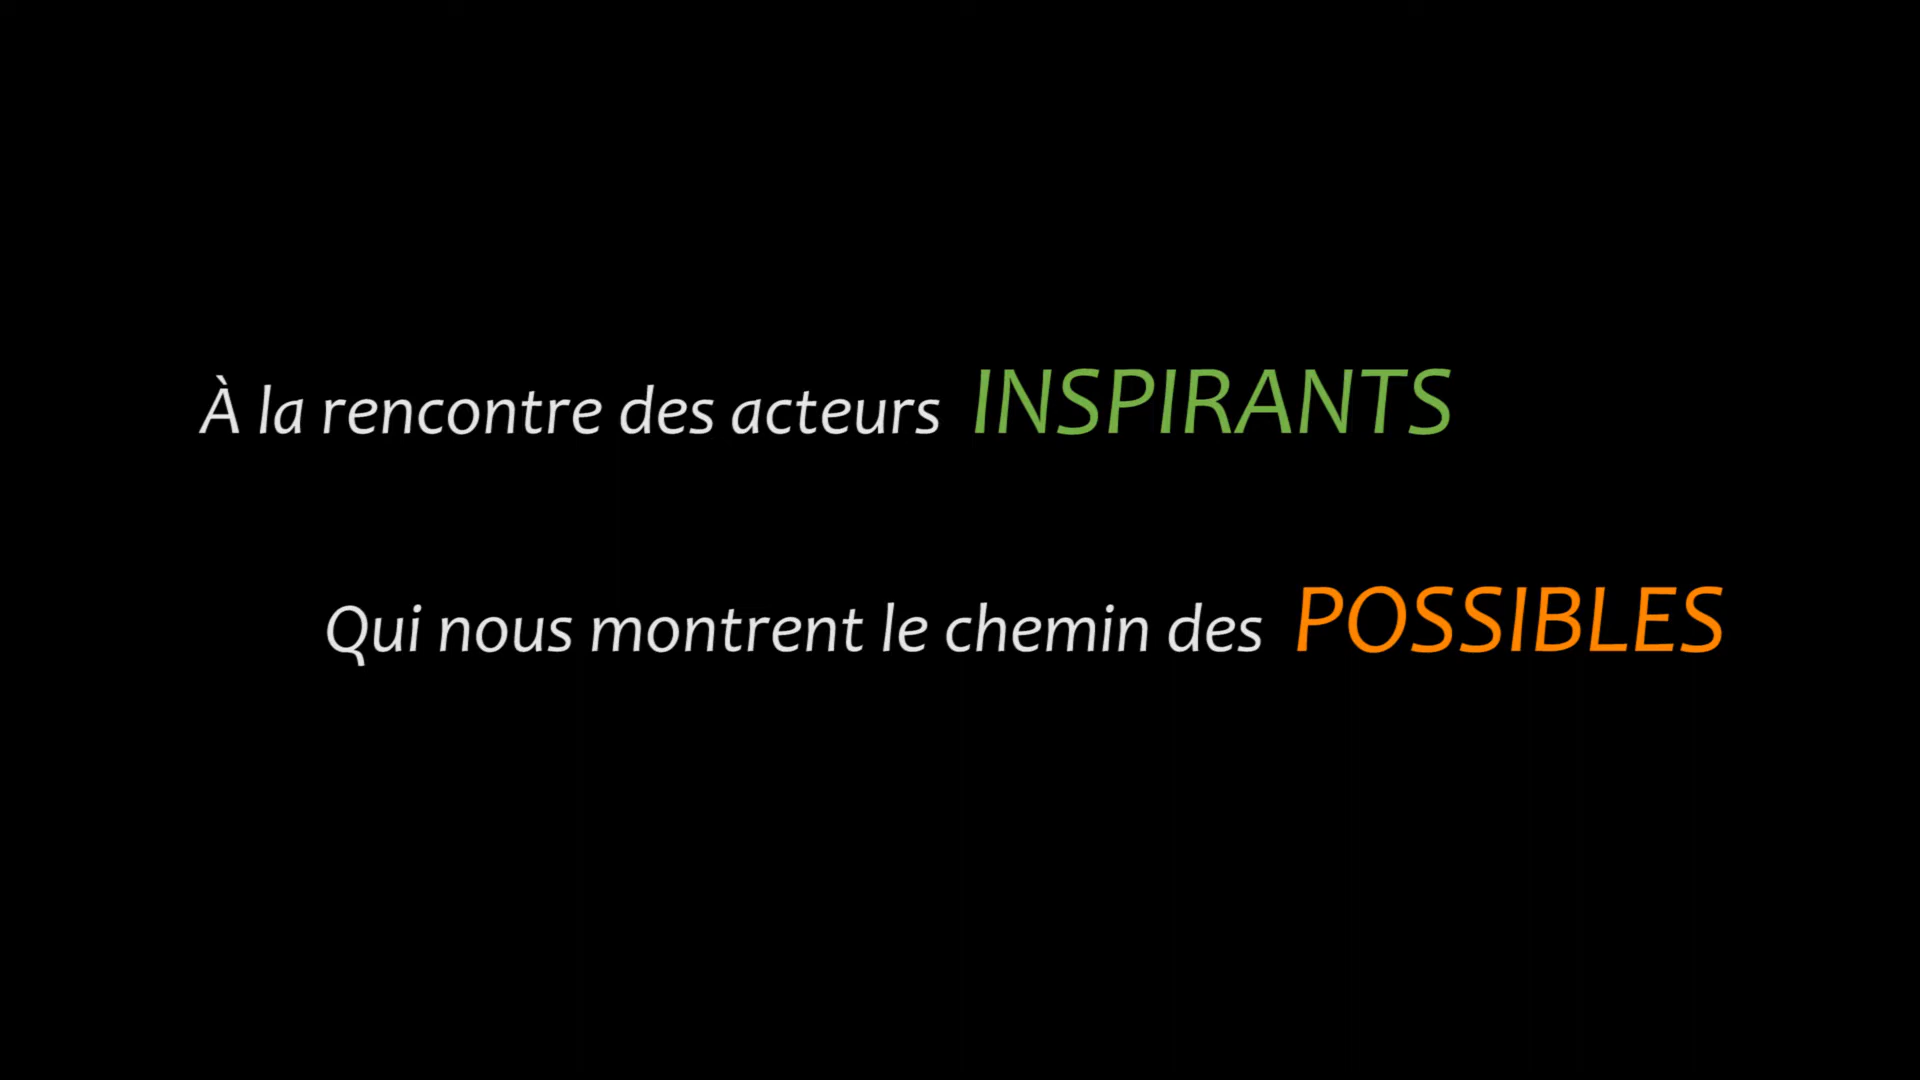 À la rencontre des acteurs INSPIRANTS
Qui nous montrent le chemin des POSSIBLES